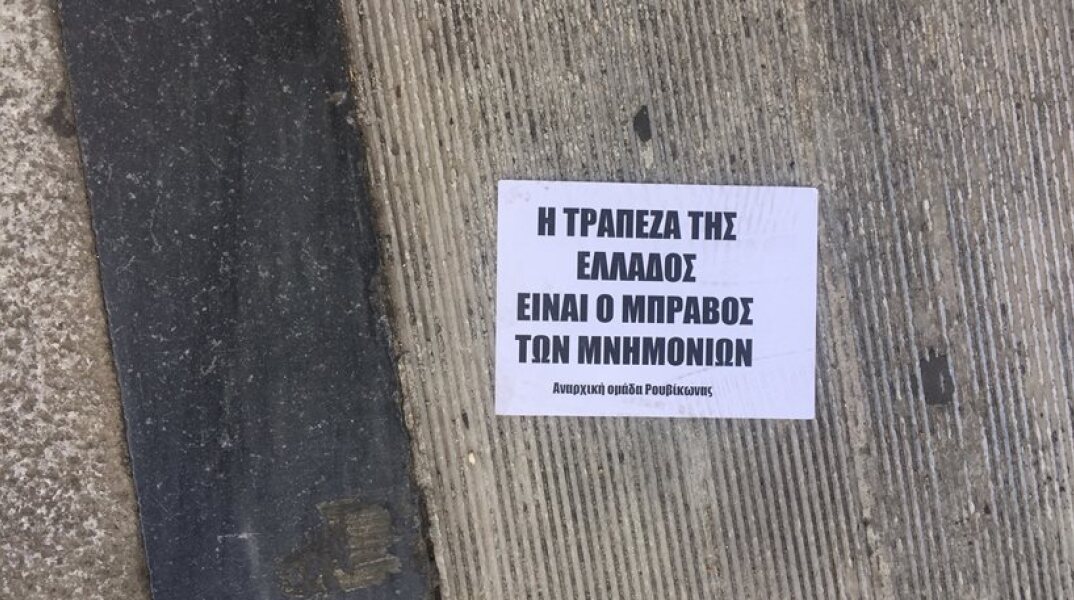 Η ΤΡΑΠΕΖΑ ΤΗΣ
ΕΛΛΑΔΟΣ
ΕΙΝΑΙ Ο ΜΠΡΑΒΟΣ
ΤΩΝ ΜΝΗΜΟΝΙΩΝ
Αναρχική ομάδα Ρουβίκωνας